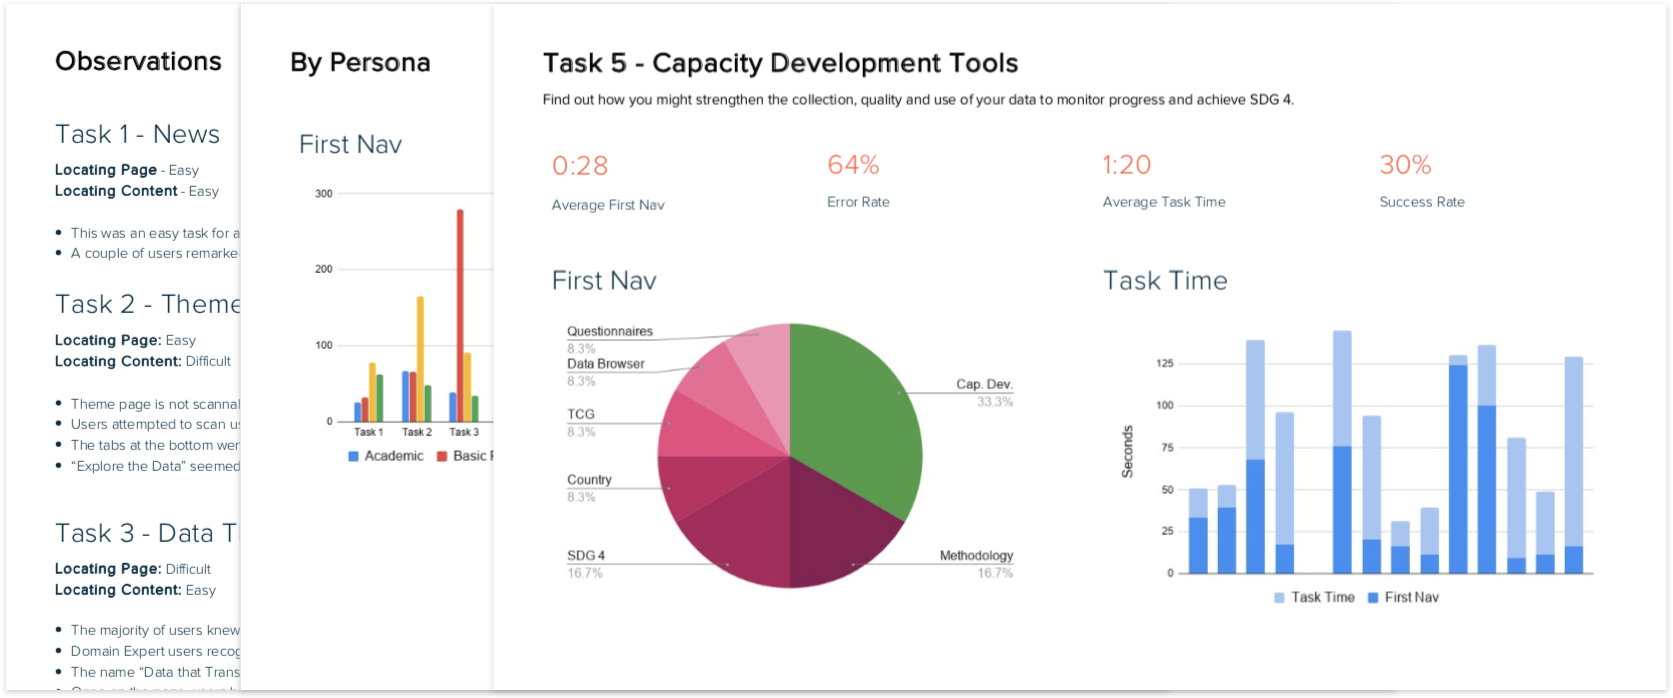 Observations
Task 1 - News
Locating Page - Easy
Locating Content - Easy
This was an easy task for a
A couple of users remarke
Task 2 - Theme
Locating Page: Easy
Locating Content: Difficult
Theme page is not scannal
Users attempted to scan
The tabs at the bottom wer
“Explore the Data” seemed
Task 3 - Data T
Locating Page: Difficult
Locating Content: Easy
The majority of users knew
Domain Expert users recog
The name “Data that Trans
By Persona
First Nav
300
200
100
0
Task 1 Task 2 Task 3
Academic Basic
Task 5 - Capacity Development Tools
Find out how you might strengthen the collection, quality and use of your data to monitor progress and achieve SDG 4.
0:28
Average First Nav
64%
Error Rate
1:20
Average Task Time
30%
Success Rate
First Nav
Questionnaires
8.3%
Data Browser
8.3%
TCG
8.3%
Country
8.3%
SDG 4
16.7%
Cap. Dev.
33.3%
Methodology
16.7%
Task Time
Seconds
125
100
75
50
25
0
Task Time First Nav